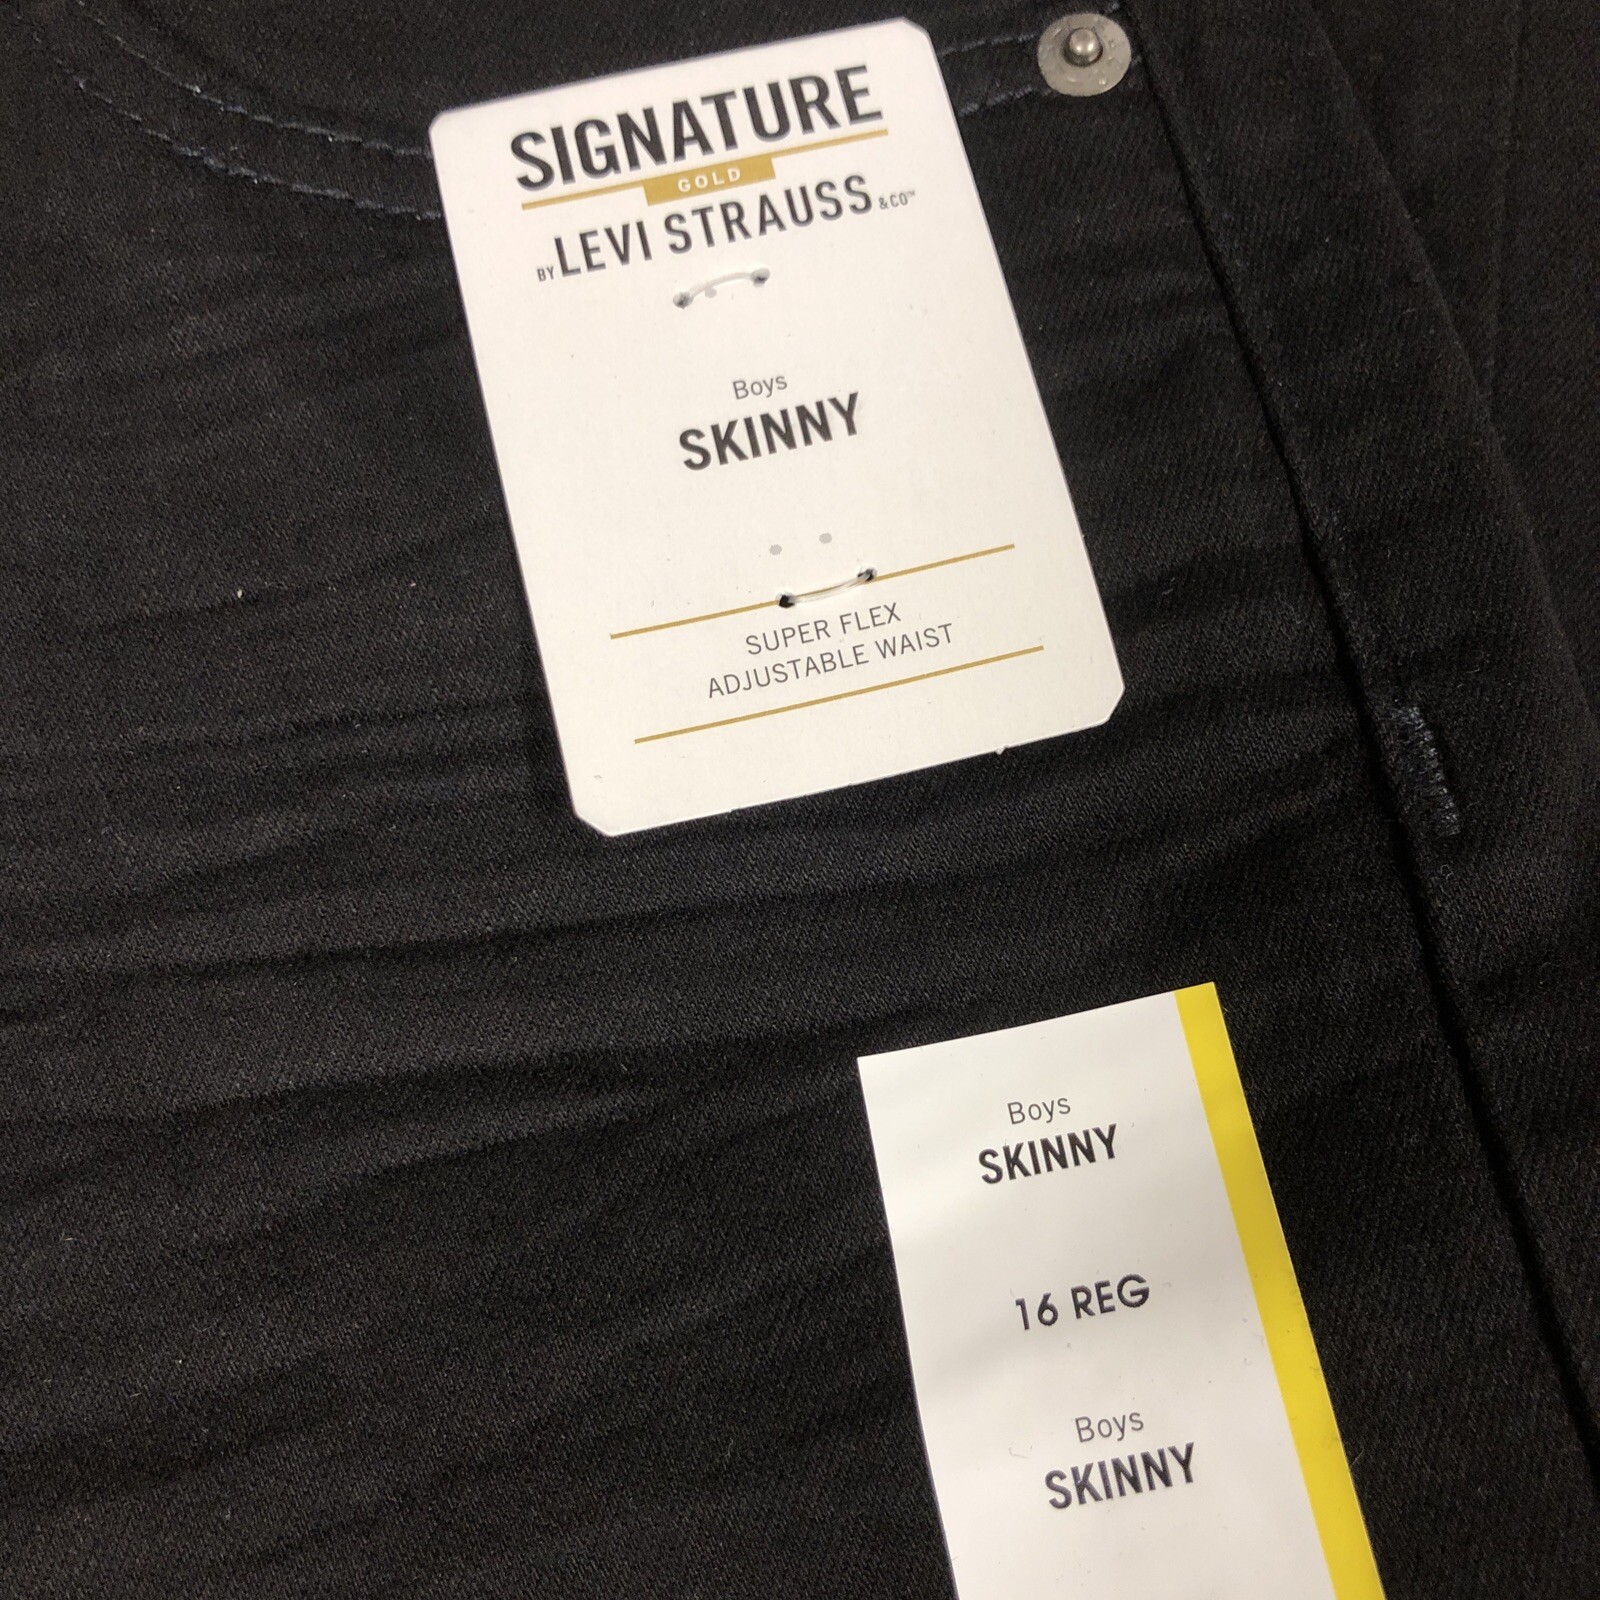 SIGNATURE
GOLD
BY LEVI STRAUSS & CO™
Boys
SKINNY
SUPER FLEX
ADJUSTABLE WAIST
Boys
SKINNY
16 REG
Boys
SKINNY